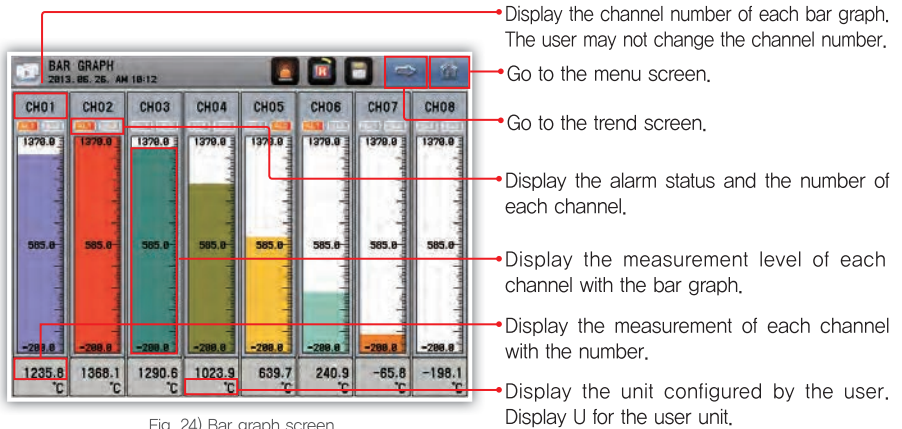 Display the channel number of each bar graph.
The user may not change the channel number.
Go to the menu screen.
Go to the trend screen.
Display the alarm status and the number of
each channel.
Display the measurement level of each
channel with the bar graph.
Display the measurement of each channel
with the number.
Display the unit configured by the user.
Display U for the user unit.
BAR GRAPH
2013. 06. 26. AM 10:12
CH01 CH02 CH03 CH04 CH05 CH06 CH07 CH08
1370.0 1370.0 1370.0 1370.0 1370.0 1370.0 1370.0 1370.0
585.0 585.0 585.0 585.0 585.0 585.0 585.0 585.0
-200.0 -200.0 -200.0 -200.0 -200.0 -200.0 -200.0 -200.0
1235.8 1368.1 1290.6 1023.9 639.7 240.9 -65.8 -198.1
°C °C °C °C °C °C °C °C
Fig. 24) Bar graph screen